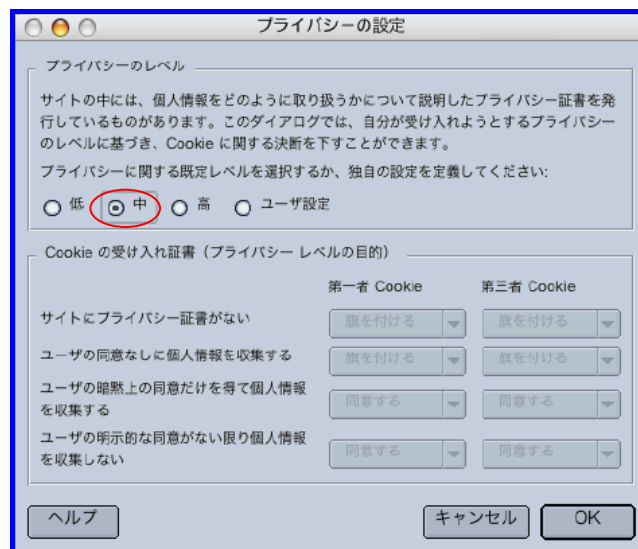 プライバシーの設定
プライバシーのレベル
サイトの中には、個人情報をどのように取り扱うかについて説明したプライバシー証書を発
行しているものがあります。このダイアログでは、自分が受け入れようとするプライバシー
のレベルに基づき、Cookie に関する決断を下すことができます。
プライバシーに関する既定レベルを選択するか、独自の設定を定義してください:
低 中 高 ユーザ設定
Cookie の受け入れ証書（プライバシー レベルの目的）
第一者 Cookie 第三者 Cookie
サイトにプライバシー証書がない 旗を付ける 旗を付ける
ユーザの同意なしに個人情報を収集する 旗を付ける 旗を付ける
ユーザの暗黙上の同意だけを得て個人情報
を収集する 同意する 同意する
ユーザの明示的な同意がない限り個人情報
を収集しない 同意する 同意する
ヘルプ キャンセル OK